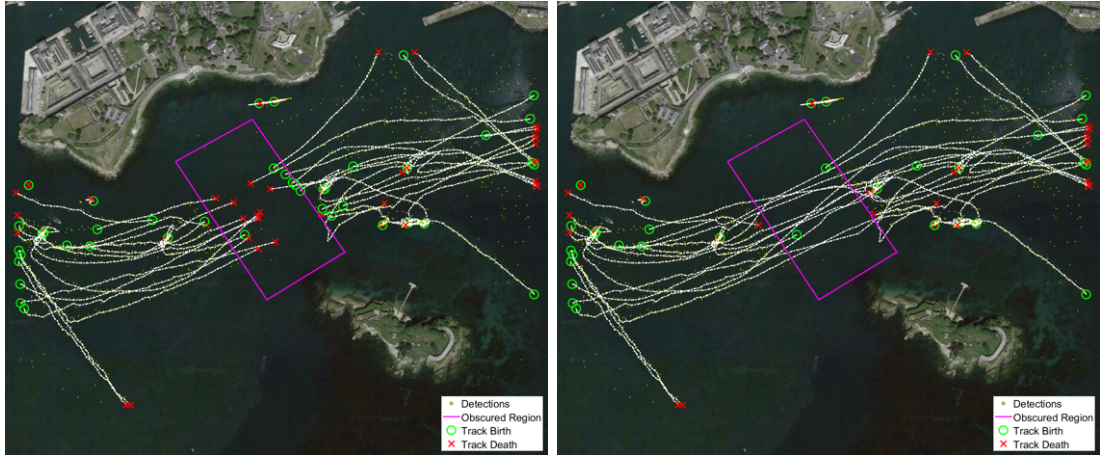 Detections
Obscured Region
Track Birth
Track Death
Detections
Obscured Region
Track Birth
Track Death